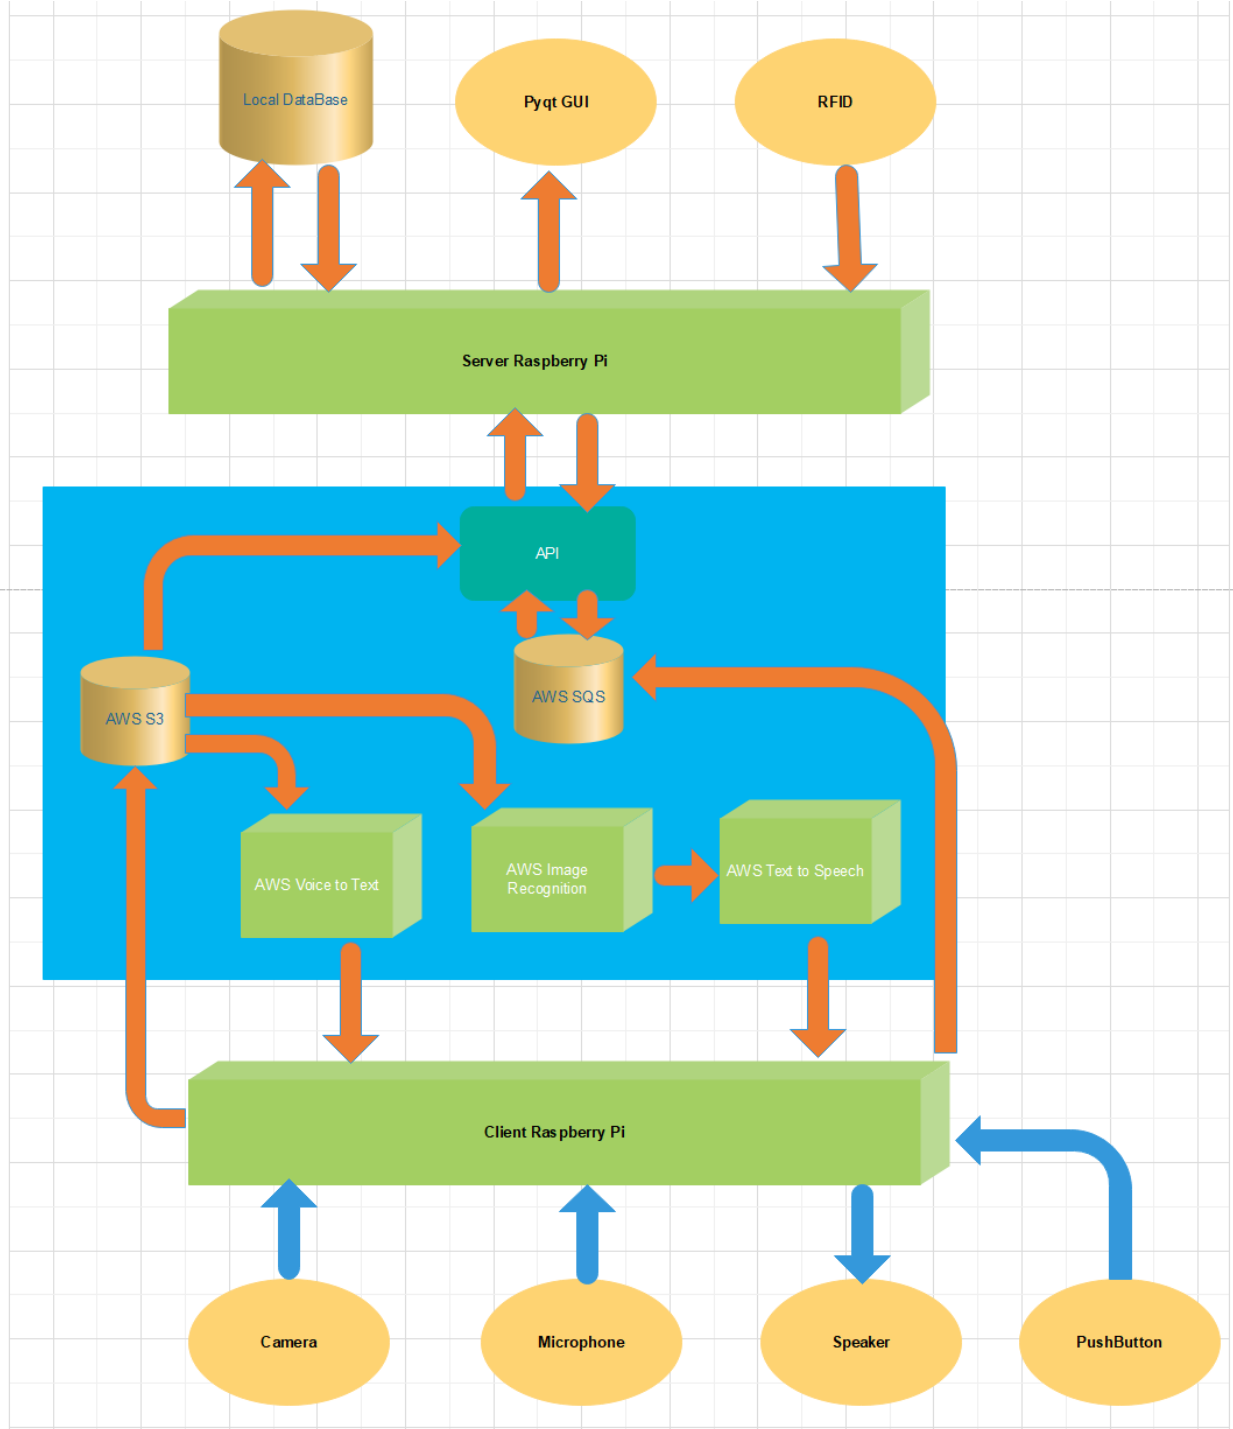 Local DataBase
Pyqt GUI
RFID
Server Raspberry Pi
API
AWS SQS
AWS S3
AWS Voice to Text
AWS Image
Recognition
AWS Text to Speech
Client Raspberry Pi
Camera
Microphone
Speaker
PushButton